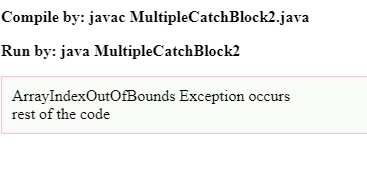 Compile by: javac MultipleCatchBlock2.java
Run by: java MultipleCatchBlock2
ArrayIndexOutOfBounds Exception occurs
rest of the code